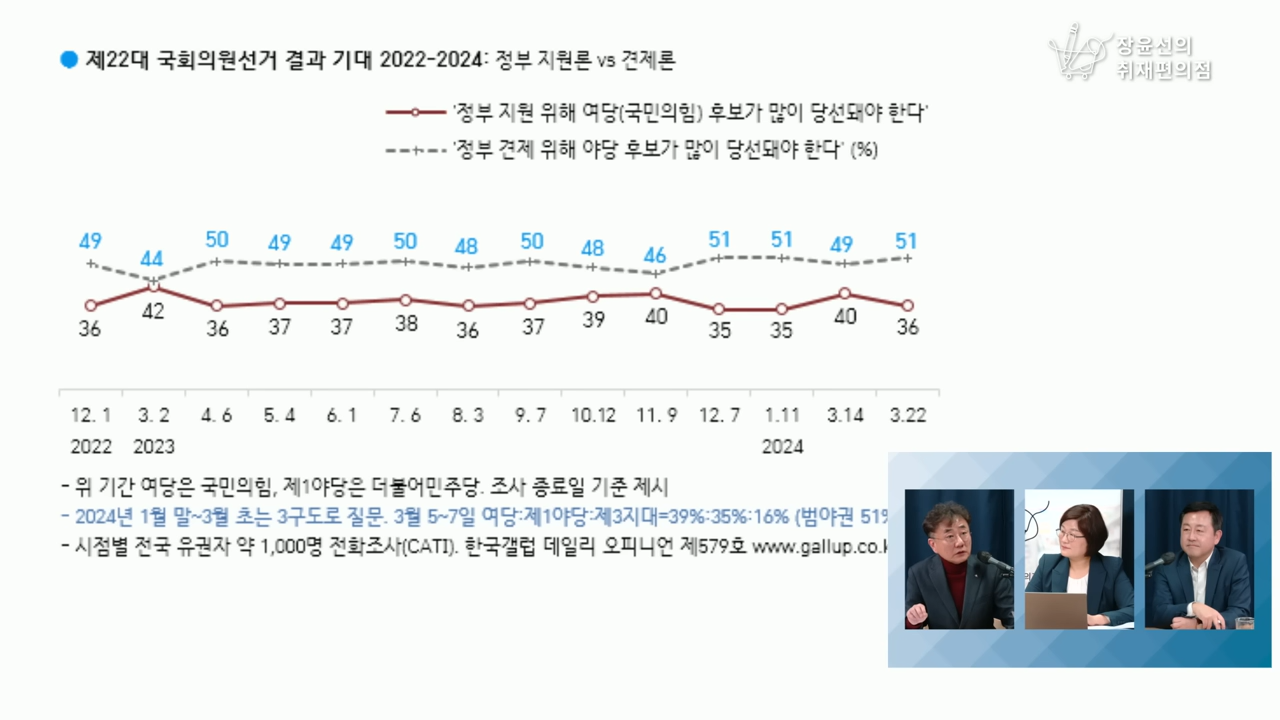 제22대 국회의원선거 결과 기대 2022-2024: 정부 지원론 vs 견제론
장윤선의
취재편의점
'정부 지원 위해 여당(국민의힘) 후보가 많이 당선돼야 한다'
'정부 견제 위해 야당 후보가 많이 당선돼야 한다' (%)
49 44 50 49 49 50 48 50 48 46 51 51 49 51
36 42 36 37 37 38 36 37 39 40 35 35 40 36
12. 1 3. 2 4. 6 5. 4 6. 1 7. 6 8. 3 9. 7 10.12 11. 9 12. 7 1.11 3.14 3.22
2022 2023 2024
- 위 기간 여당은 국민의힘, 제1야당은 더불어민주당. 조사 종료일 기준 제시
- 2024년 1월 말~3월 초는 3구도로 질문. 3월 5~7일 여당:제1야당:제3지대=39%:35%:16% (범야권 51%
- 시점별 전국 유권자 약 1,000명 전화조사(CATI). 한국갤럽 데일리 오피니언 제579호 www.gallup.co.k